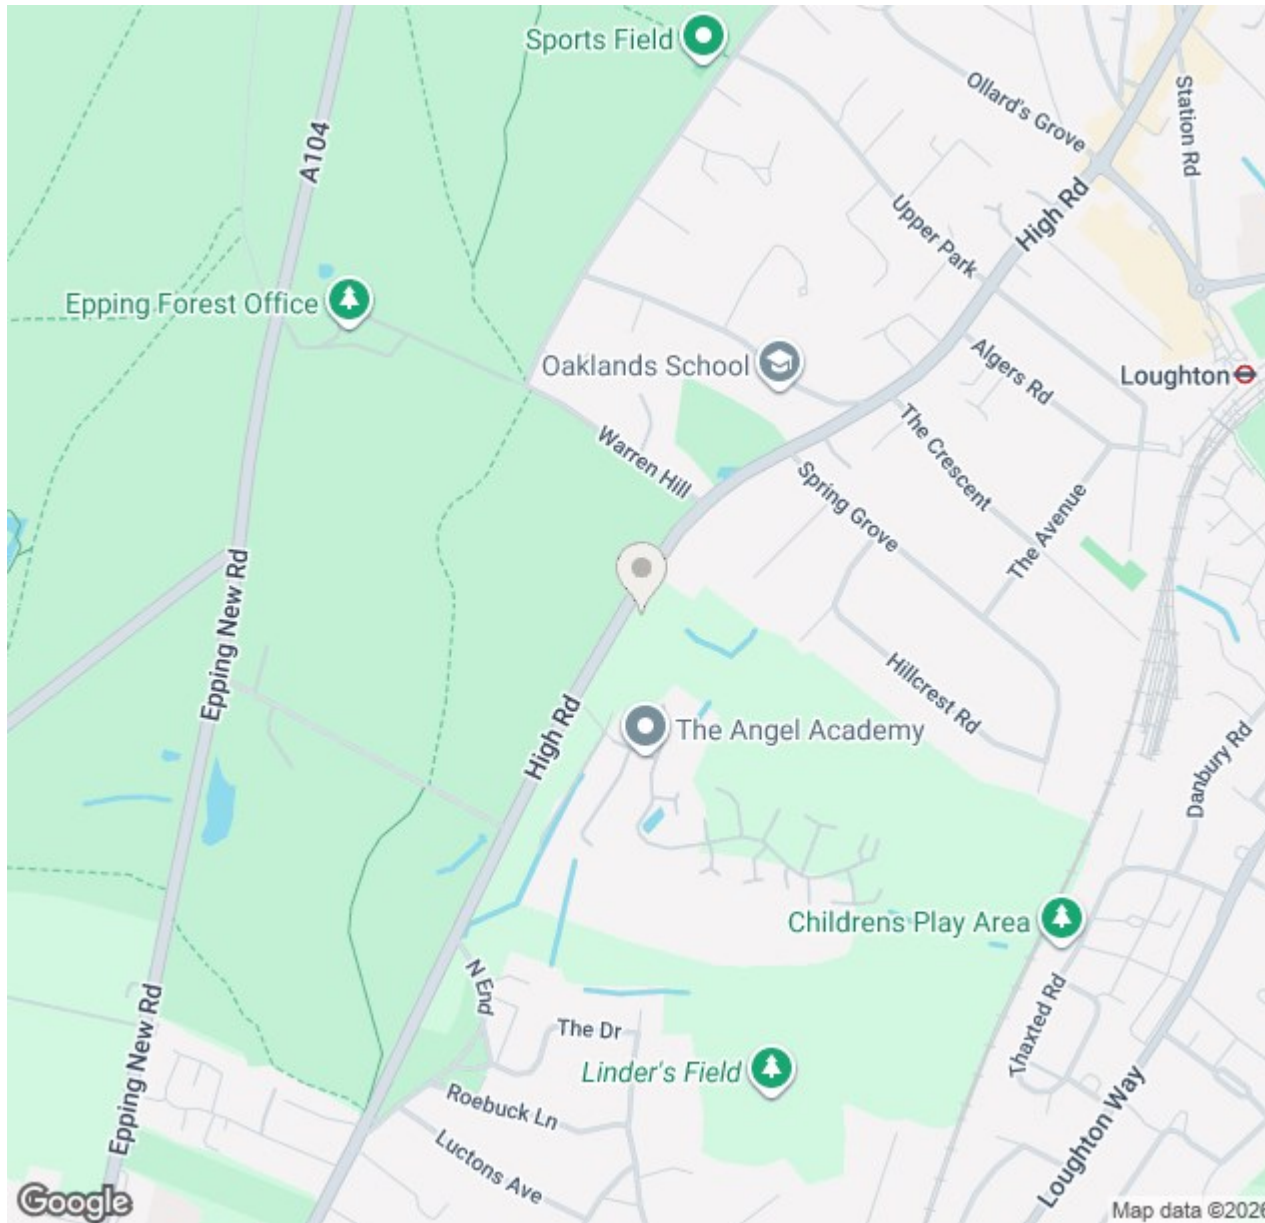 Sports Field
Ollard's Grove
Station Rd
A104
High Rd
Upper Park
Epping Forest Office
Oaklands School
Algers Rd
Loughton
Warren Hill
The Crescent
Spring Grove
The Avenue
Epping New Rd
Hillcrest Rd
High Rd
The Angel Academy
Danbury Rd
Childrens Play Area
N End
The Dr
Thaxted Rd
Epping New Rd
Linder's Field
Roebuck Ln
Luctons Ave
Loughton Way
Google
Map data ©2026